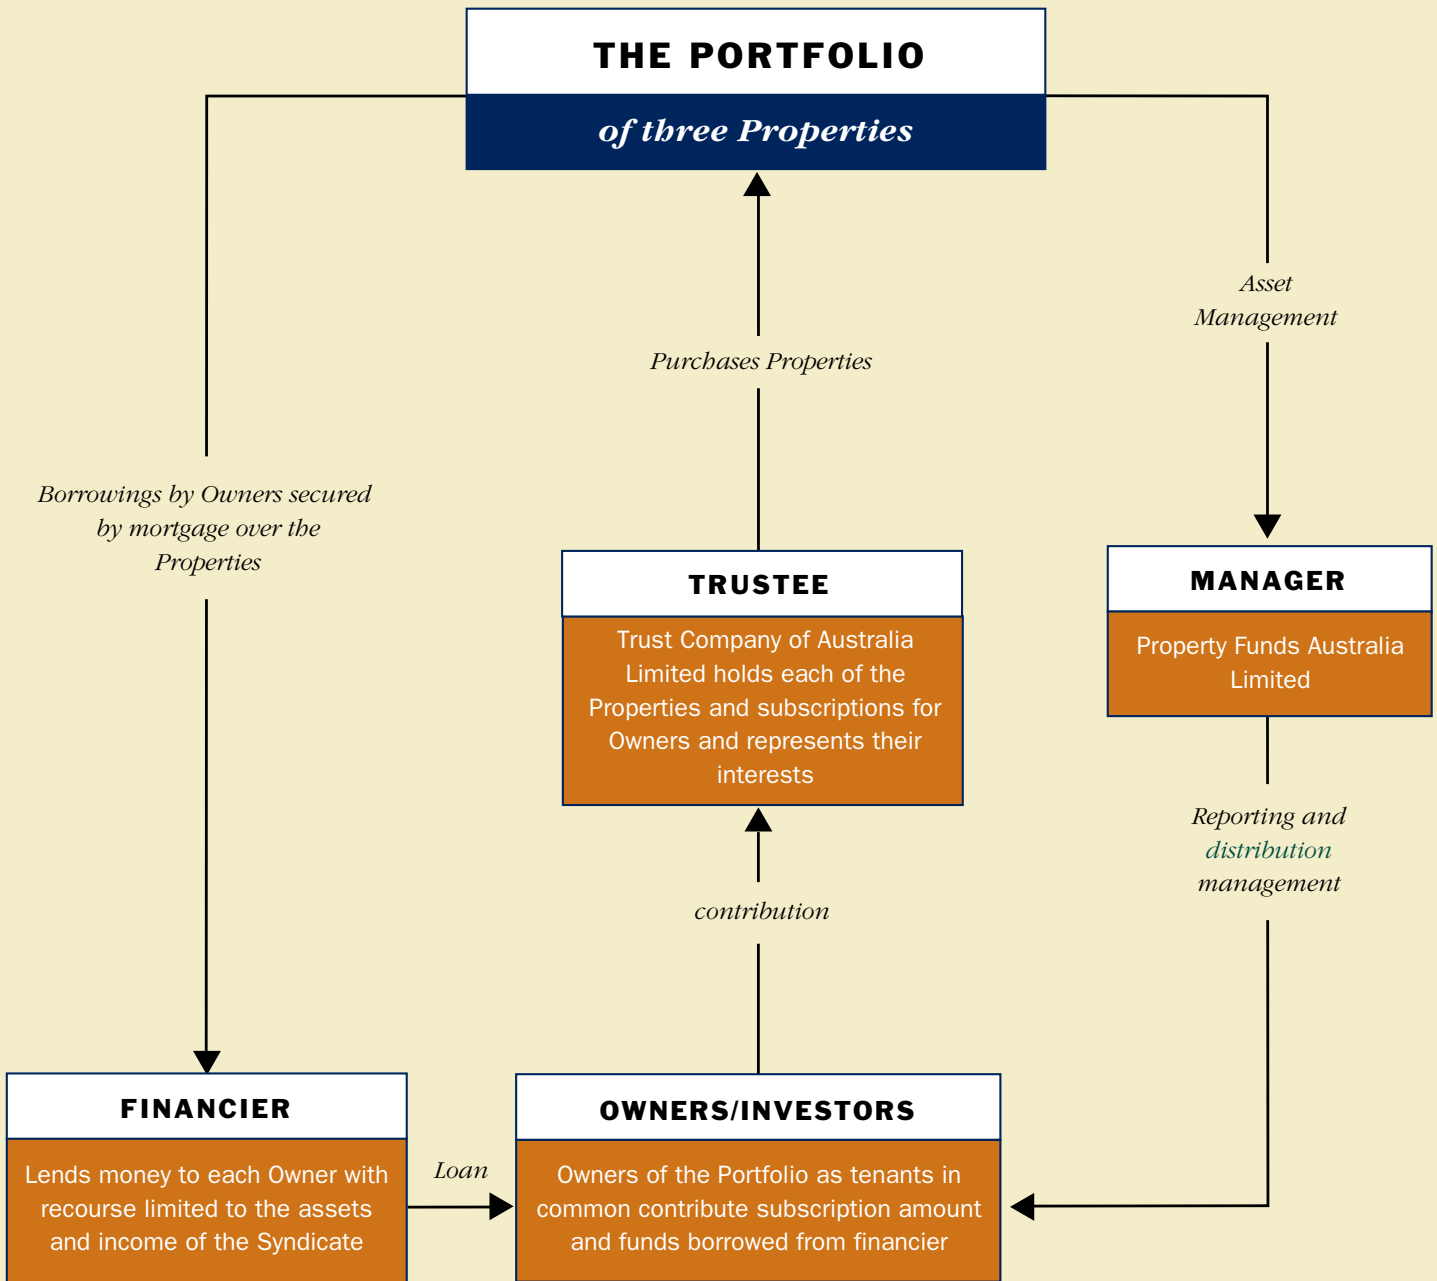 THE PORTFOLIO
of three Properties
Asset
Management
Purchases Properties
Borrowings by Owners secured
by mortgage over the
Properties
TRUSTEE
Trust Company of Australia
Limited holds each of the
Properties and subscriptions for
Owners and represents their
interests
MANAGER
Property Funds Australia
Limited
Reporting and
distribution
management
contribution
FINANCIER
Lends money to each Owner with
recourse limited to the assets
and income of the Syndicate
Loan
OWNERS/INVESTORS
Owners of the Portfolio as tenants in
common contribute subscription amount
and funds borrowed from financier